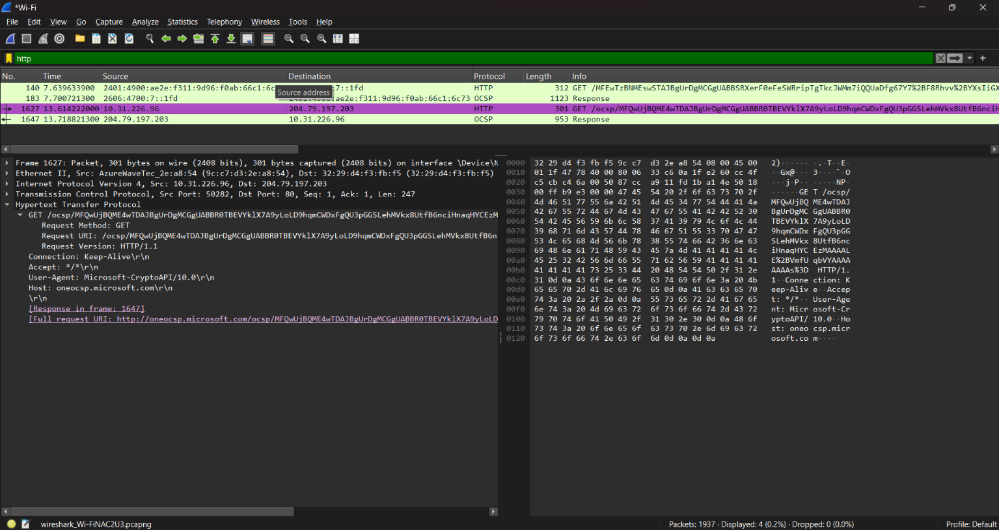 *Wi-Fi
File Edit View Go Capture Analyze Statistics Telephony Wireless Tools Help
http
No. Time Source Destination Protocol Length Info
140 7.639633900 2401:4900:ae2e:f311:9d96:f0ab:66c1:6c :7::1fd HTTP 312 GET /MFEwTzBNMEswSTAJBgUrDgMCGgUABBSRXerF0eFeSWRripTgTkcJWMm7iQQUaDfg67Y7%2BF8Rhvv%2BYXsIiGX
Source address
183 7.700721300 2606:4700:7::1fd :ae2e:f311:9d96:f0ab:66c1:6c73 OCSP 1123 Response
1627 13.614222000 10.31.226.96 204.79.197.203 HTTP 301 GET /ocsp/MFQwUjBQME4wTDAJBgUrDgMCGgUABBR0TBEVYklX7A9yLoLD9hqmCWDxFgQU3pGGSLehMVkx8UtfB6nciH
1647 13.718821300 204.79.197.203 10.31.226.96 OCSP 953 Response
Frame 1627: Packet, 301 bytes on wire (2408 bits), 301 bytes captured (2408 bits) on interface \Device\N
Ethernet II, Src: AzureWaveTec_2e:a8:54 (9c:c7:d3:2e:a8:54), Dst: 32:29:d4:f3:fb:f5 (32:29:d4:f3:fb:f5)
Internet Protocol Version 4, Src: 10.31.226.96, Dst: 204.79.197.203
Transmission Control Protocol, Src Port: 50282, Dst Port: 80, Seq: 1, Ack: 1, Len: 247
Hypertext Transfer Protocol
GET /ocsp/MFQwUjBQME4wTDAJBgUrDgMCGgUABBR0TBEVYklX7A9yLoLD9hqmCWDxFgQU3pGGSLehMVkx8UtfB6nciHnaqHYCEzM
Request Method: GET
Request URI: /ocsp/MFQwUjBQME4wTDAJBgUrDgMCGgUABBR0TBEVYklX7A9yLoLD9hqmCWDxFgQU3pGGSLehMVkx8UtfB6n
Request Version: HTTP/1.1
Connection: Keep-Alive\r\n
Accept: */*\r\n
User-Agent: Microsoft-CryptoAPI/10.0\r\n
Host: oneocsp.microsoft.com\r\n
\r\n
[Response in frame: 1647]
[Full request URI: http://oneocsp.microsoft.com/ocsp/MFQwUjBQME4wTDAJBgUrDgMCGgUABBR0TBEVYklX7A9yLoLD
0000 32 29 d4 f3 fb f5 9c c7 d3 2e a8 54 08 00 45 00 2)······ ·.·T··E·
0010 01 1f 47 78 40 00 80 06 33 c6 0a 1f e2 60 cc 4f ··Gx@··· 3····`·O
0020 c5 cb c4 6a 00 50 87 cc a9 11 fd 1b a1 4e 50 18 ···j·P·· ·····NP·
0030 00 ff b9 e3 00 00 47 45 54 20 2f 6f 63 73 70 2f ······GE T /ocsp/
0040 4d 46 51 77 55 6a 42 51 4d 45 34 77 54 44 41 4a MFQwUjBQ ME4wTDAJ
0050 42 67 55 72 44 67 4d 43 47 67 55 41 42 42 52 30 BgUrDgMC GgUABBR0
0060 54 42 45 56 59 6b 6c 58 37 41 39 79 4c 6f 4c 44 TBEVYklX 7A9yLoLD
0070 39 68 71 6d 43 57 44 78 46 67 51 55 33 70 47 47 9hqmCWDx FgQU3pGG
0080 53 4c 65 68 4d 56 6b 78 38 55 74 66 42 36 6e 63 SLehMVkx 8UtfB6nc
0090 69 48 6e 61 71 48 59 43 45 7a 4d 41 41 41 41 4c iHnaqHYC EzMAAAAL
00a0 45 25 32 42 56 6d 66 55 71 62 56 59 41 41 41 41 E%2BVmfU qbVYAAAA
00b0 41 41 41 41 73 25 33 44 20 48 54 54 50 2f 31 2e AAAAs%3D HTTP/1.
00c0 31 0d 0a 43 6f 6e 6e 65 63 74 69 6f 6e 3a 20 4b 1··Conne ction: K
00d0 65 65 70 2d 41 6c 69 76 65 0d 0a 41 63 63 65 70 eep-Aliv e··Accep
00e0 74 3a 20 2a 2f 2a 0d 0a 55 73 65 72 2d 41 67 65 t: */*·· User-Age
00f0 6e 74 3a 20 4d 69 63 72 6f 73 6f 66 74 2d 43 72 nt: Micr osoft-Cr
0100 79 70 74 6f 41 50 49 2f 31 30 2e 30 0d 0a 48 6f yptoAPI/ 10.0··Ho
0110 73 74 3a 20 6f 6e 65 6f 63 73 70 2e 6d 69 63 72 st: oneo csp.micr
0120 6f 73 6f 66 74 2e 63 6f 6d 0d 0a 0d 0a osoft.co m····
wireshark_Wi-FiNAC2U3.pcapng
Packets: 1937 · Displayed: 4 (0.2%) · Dropped: 0 (0.0%)
Profile: Default